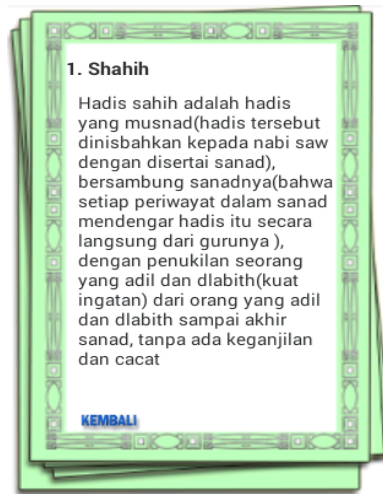 1. Shahih
Hadis sahih adalah hadis
yang musnad(hadis tersebut
dinisbahkan kepada nabi saw
dengan disertai sanad),
bersambung sanadnya(bahwa
setiap periwayat dalam sanad
mendengar hadis itu secara
langsung dari gurunya ),
dengan penukilan seorang
yang adil dan dlabith(kuat
ingatan) dari orang yang adil
dan dlabith sampai akhir
sanad, tanpa ada keganjilan
dan cacat
KEMBALI